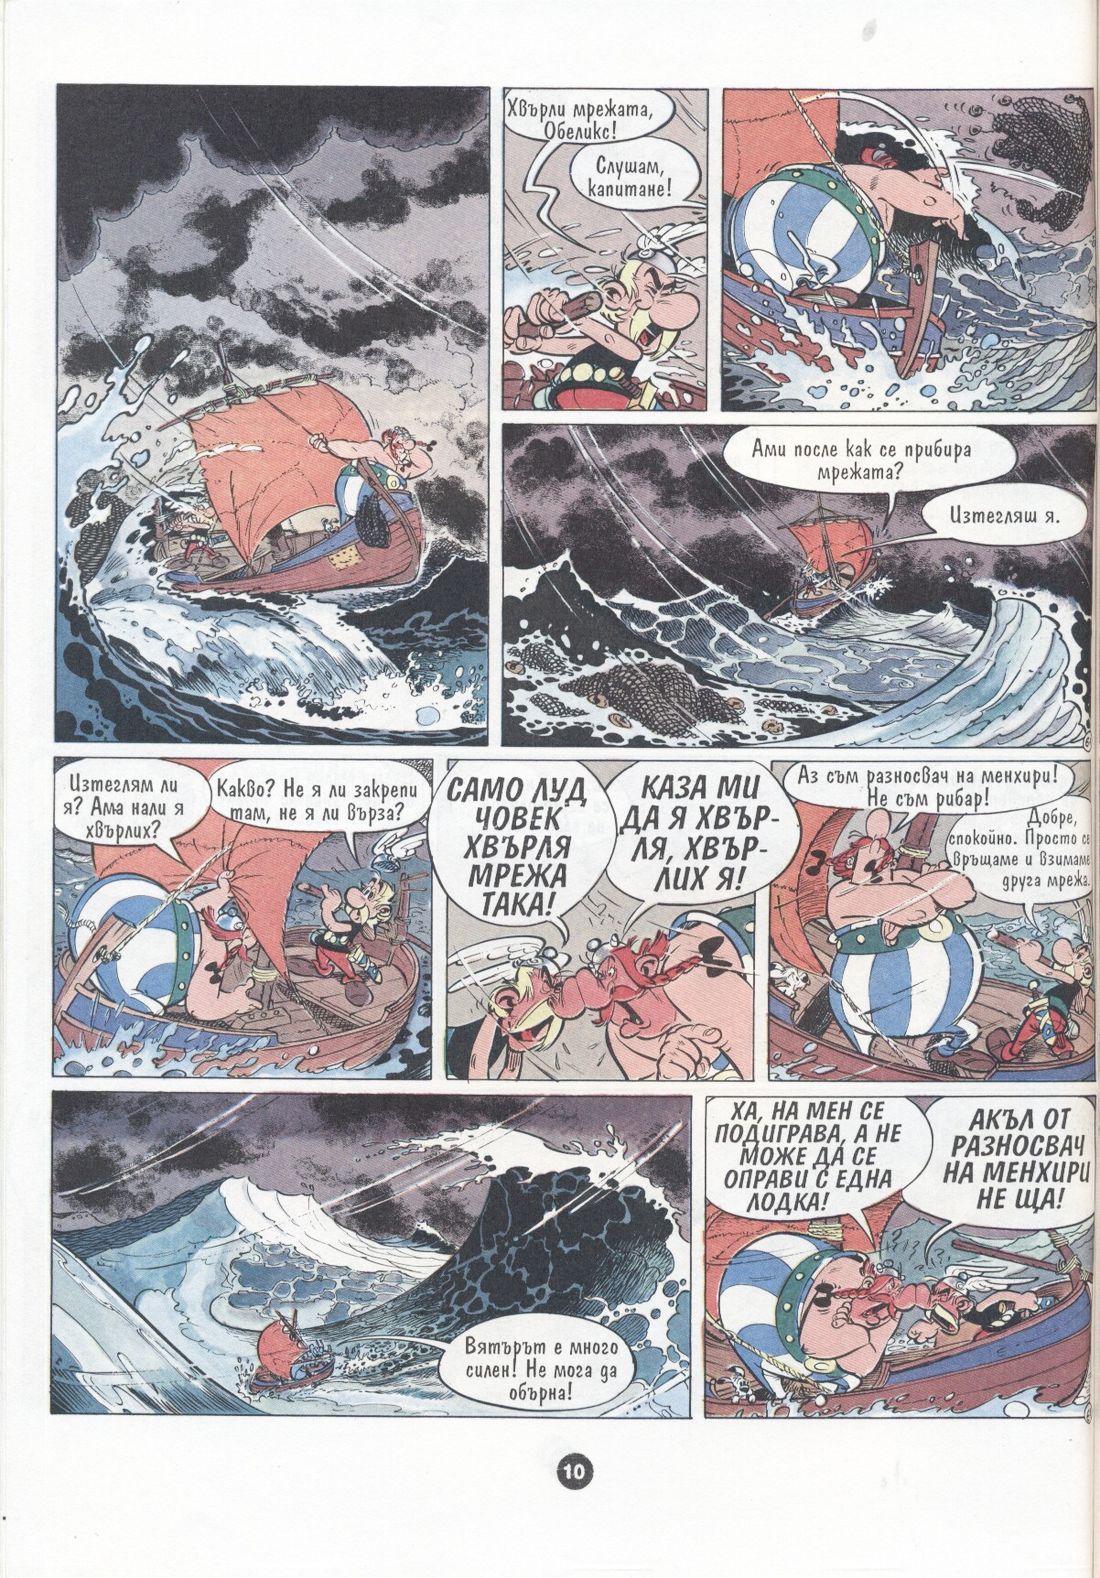 Хвърли мрежата,
Обеликс!
Слушам,
капитане!
Ами после как се прибира
мрежата?
Изтегляш я.
Изтеглям ли
я? Ама нали я
хвърлих?
Какво? Не я ли закрепи
там, не я ли върза?
САМО ЛУД
ЧОВЕК
ХВЪРЛЯ
МРЕЖА
ТАКА!
КАЗА МИ
ДА Я ХВЪР-
ЛЯ, ХВЪР-
ЛИХ Я!
Аз съм разносвач на менхири!
Не съм рибар!
Добре,
спокойно. Просто се
връщаме и взимаме
друга мрежа.
Вятърът е много
силен! Не мога да
обърна!
ХА, НА МЕН СЕ
ПОДИГРАВА, А НЕ
МОЖЕ ДА СЕ
ОПРАВИ С ЕДНА
ЛОДКА!
АКЪЛ ОТ
РАЗНОСВАЧ
НА МЕНХИРИ
НЕ ЩА!
10